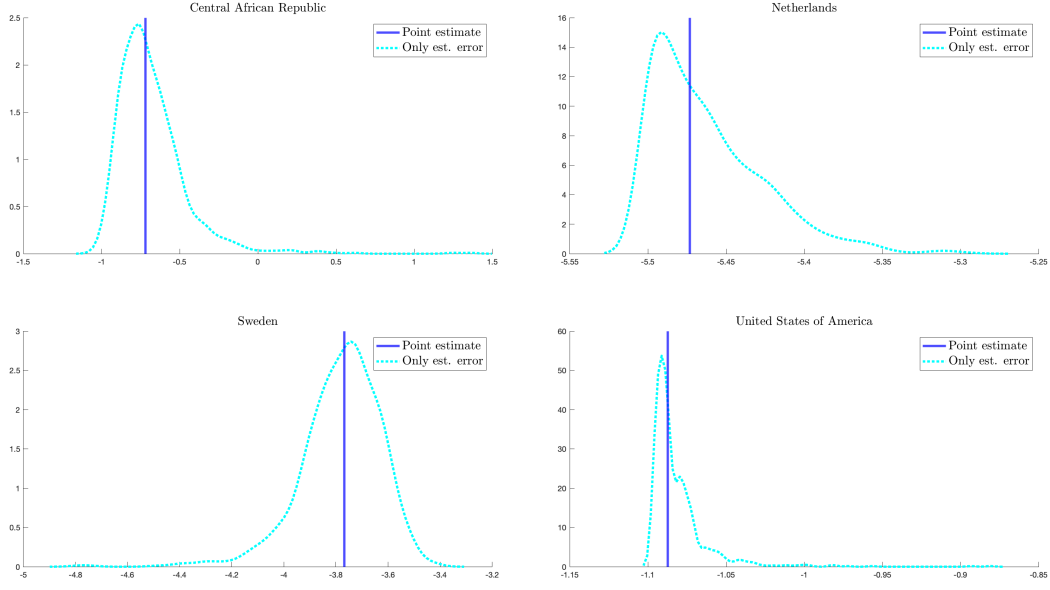 Central African Republic
2.5
2
1.5
1
0.5
0
-1.5 -1 -0.5 0 0.5 1 1.5
Point estimate
Only est. error
Netherlands
16
14
12
10
8
6
4
2
0
-5.55 -5.5 -5.45 -5.4 -5.35 -5.3 -5.25
Point estimate
Only est. error
Sweden
3
2.5
2
1.5
1
0.5
0
-5 -4.8 -4.6 -4.4 -4.2 -4 -3.8 -3.6 -3.4 -3.2
Point estimate
Only est. error
United States of America
60
50
40
30
20
10
0
-1.15 -1.1 -1.05 -1 -0.95 -0.9 -0.85
Point estimate
Only est. error